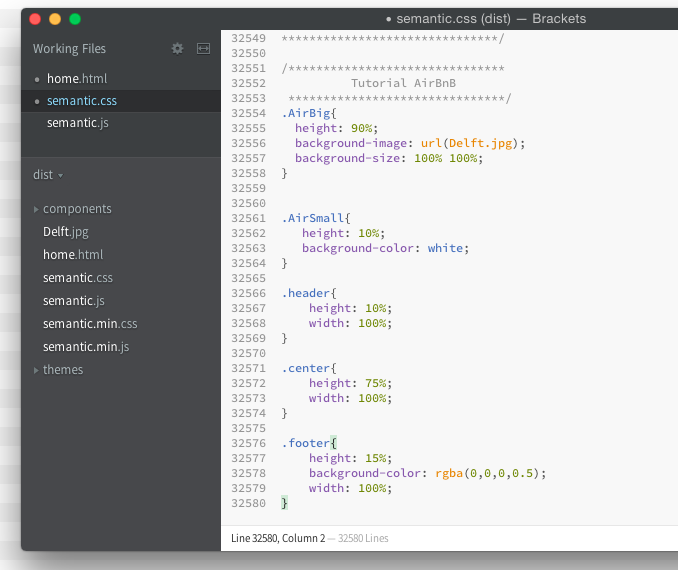 • semantic.css (dist) — Brackets
Working Files
• home.html
• semantic.css
semantic.js
dist
components
Delft.jpg
home.html
semantic.css
semantic.js
semantic.min.css
semantic.min.js
themes
32549 *******************************/
32550
32551 /*******************************
32552 Tutorial AirBnB
32553 *******************************/
32554 .AirBig{
32555 height: 90%;
32556 background-image: url(Delft.jpg);
32557 background-size: 100% 100%;
32558 }
32559
32560
32561 .AirSmall{
32562 height: 10%;
32563 background-color: white;
32564 }
32565
32566 .header{
32567 height: 10%;
32568 width: 100%;
32569 }
32570
32571 .center{
32572 height: 75%;
32573 width: 100%;
32574 }
32575
32576 .footer{
32577 height: 15%;
32578 background-color: rgba(0,0,0,0.5);
32579 width: 100%;
32580 }
Line 32580, Column 2 — 32580 Lines